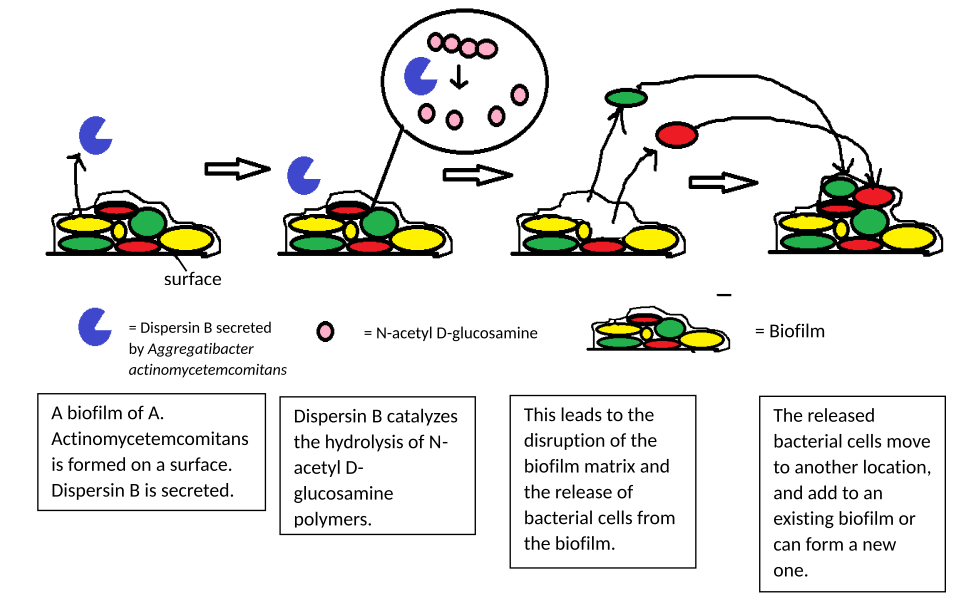 surface
= Dispersin B secreted
by Aggregatibacter
actinomycetemcomitans
= N-acetyl D-glucosamine
= Biofilm
A biofilm of A.
Actinomycetemcomitans
is formed on a surface.
Dispersin B is secreted.
Dispersin B catalyzes
the hydrolysis of N-
acetyl D-
glucosamine
polymers.
This leads to the
disruption of the
biofilm matrix and
the release of
bacterial cells from
the biofilm.
The released
bacterial cells move
to another location,
and add to an
existing biofilm or
can form a new
one.